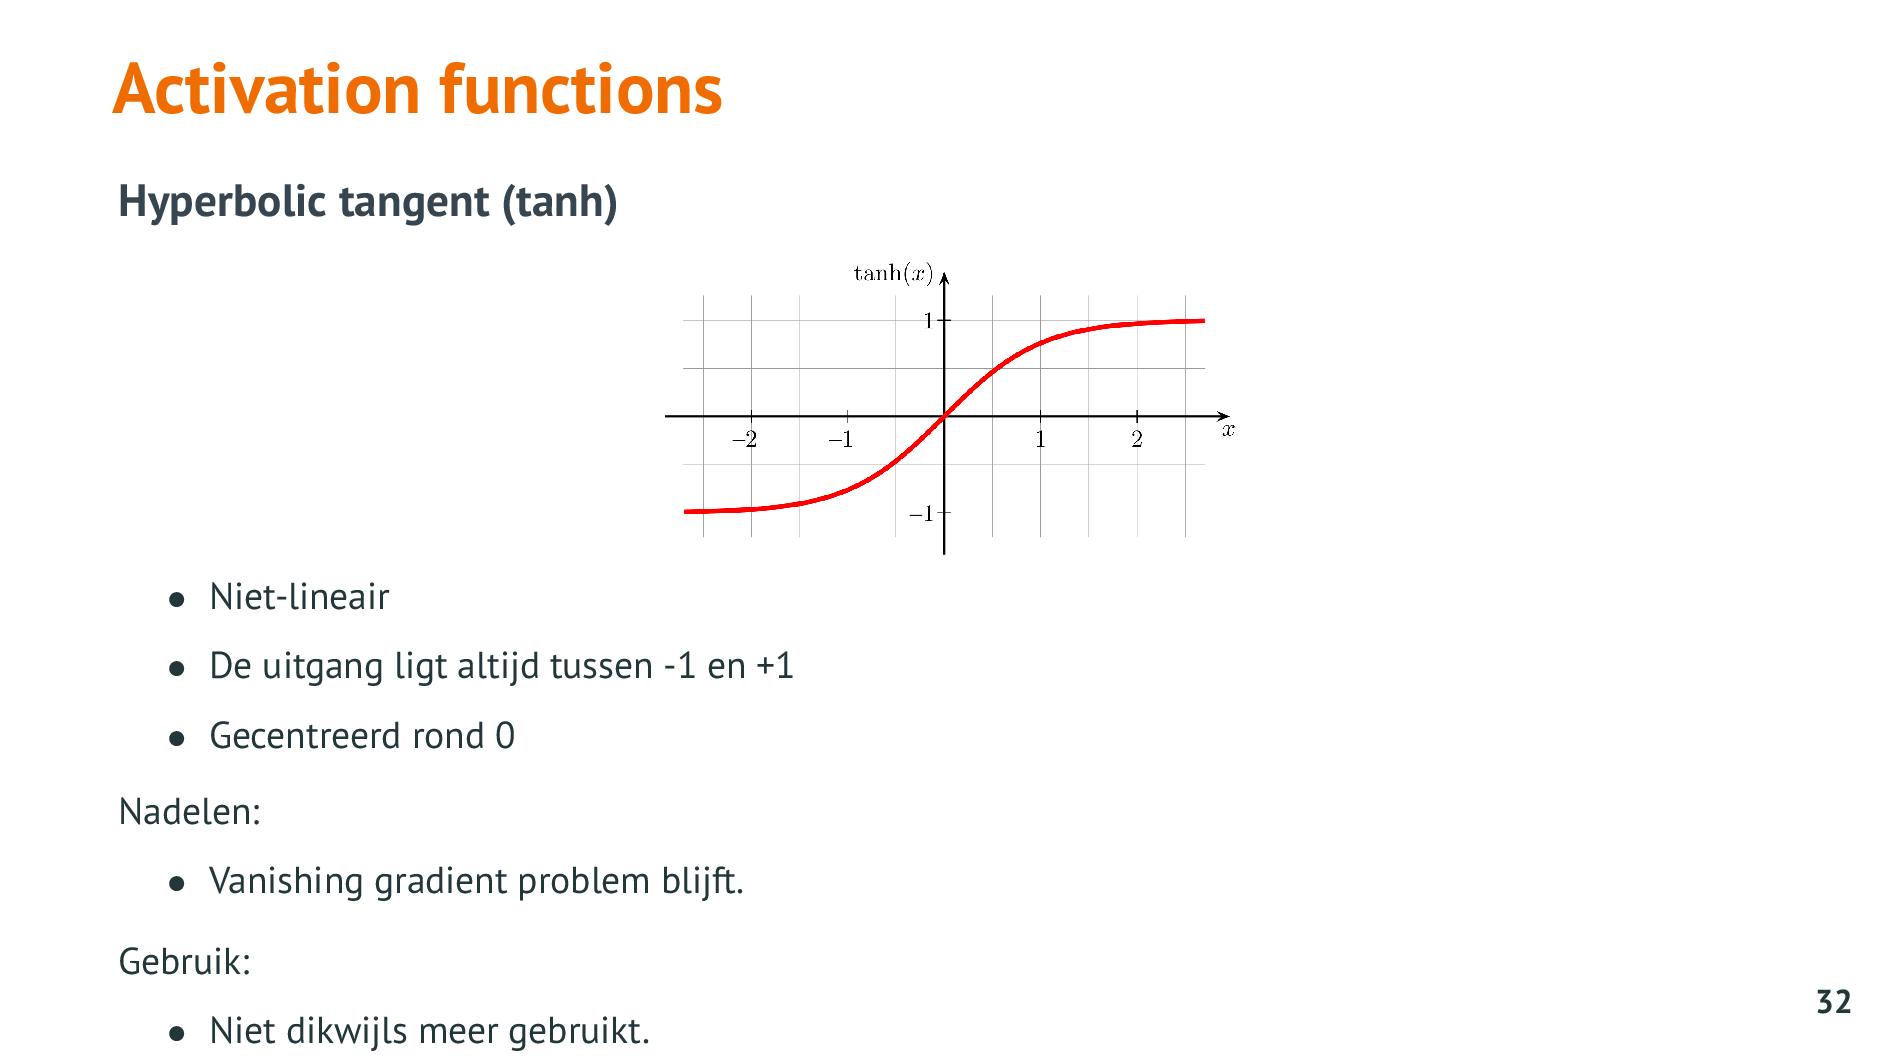 Activation functions
Hyperbolic tangent (tanh)
tanh(x)
1
–2 –1 1 2
x
–1
● Niet-lineair
● De uitgang ligt altijd tussen -1 en +1
● Gecentreerd rond 0
Nadelen:
● Vanishing gradient problem blijft.
Gebruik:
● Niet dikwijls meer gebruikt.
32